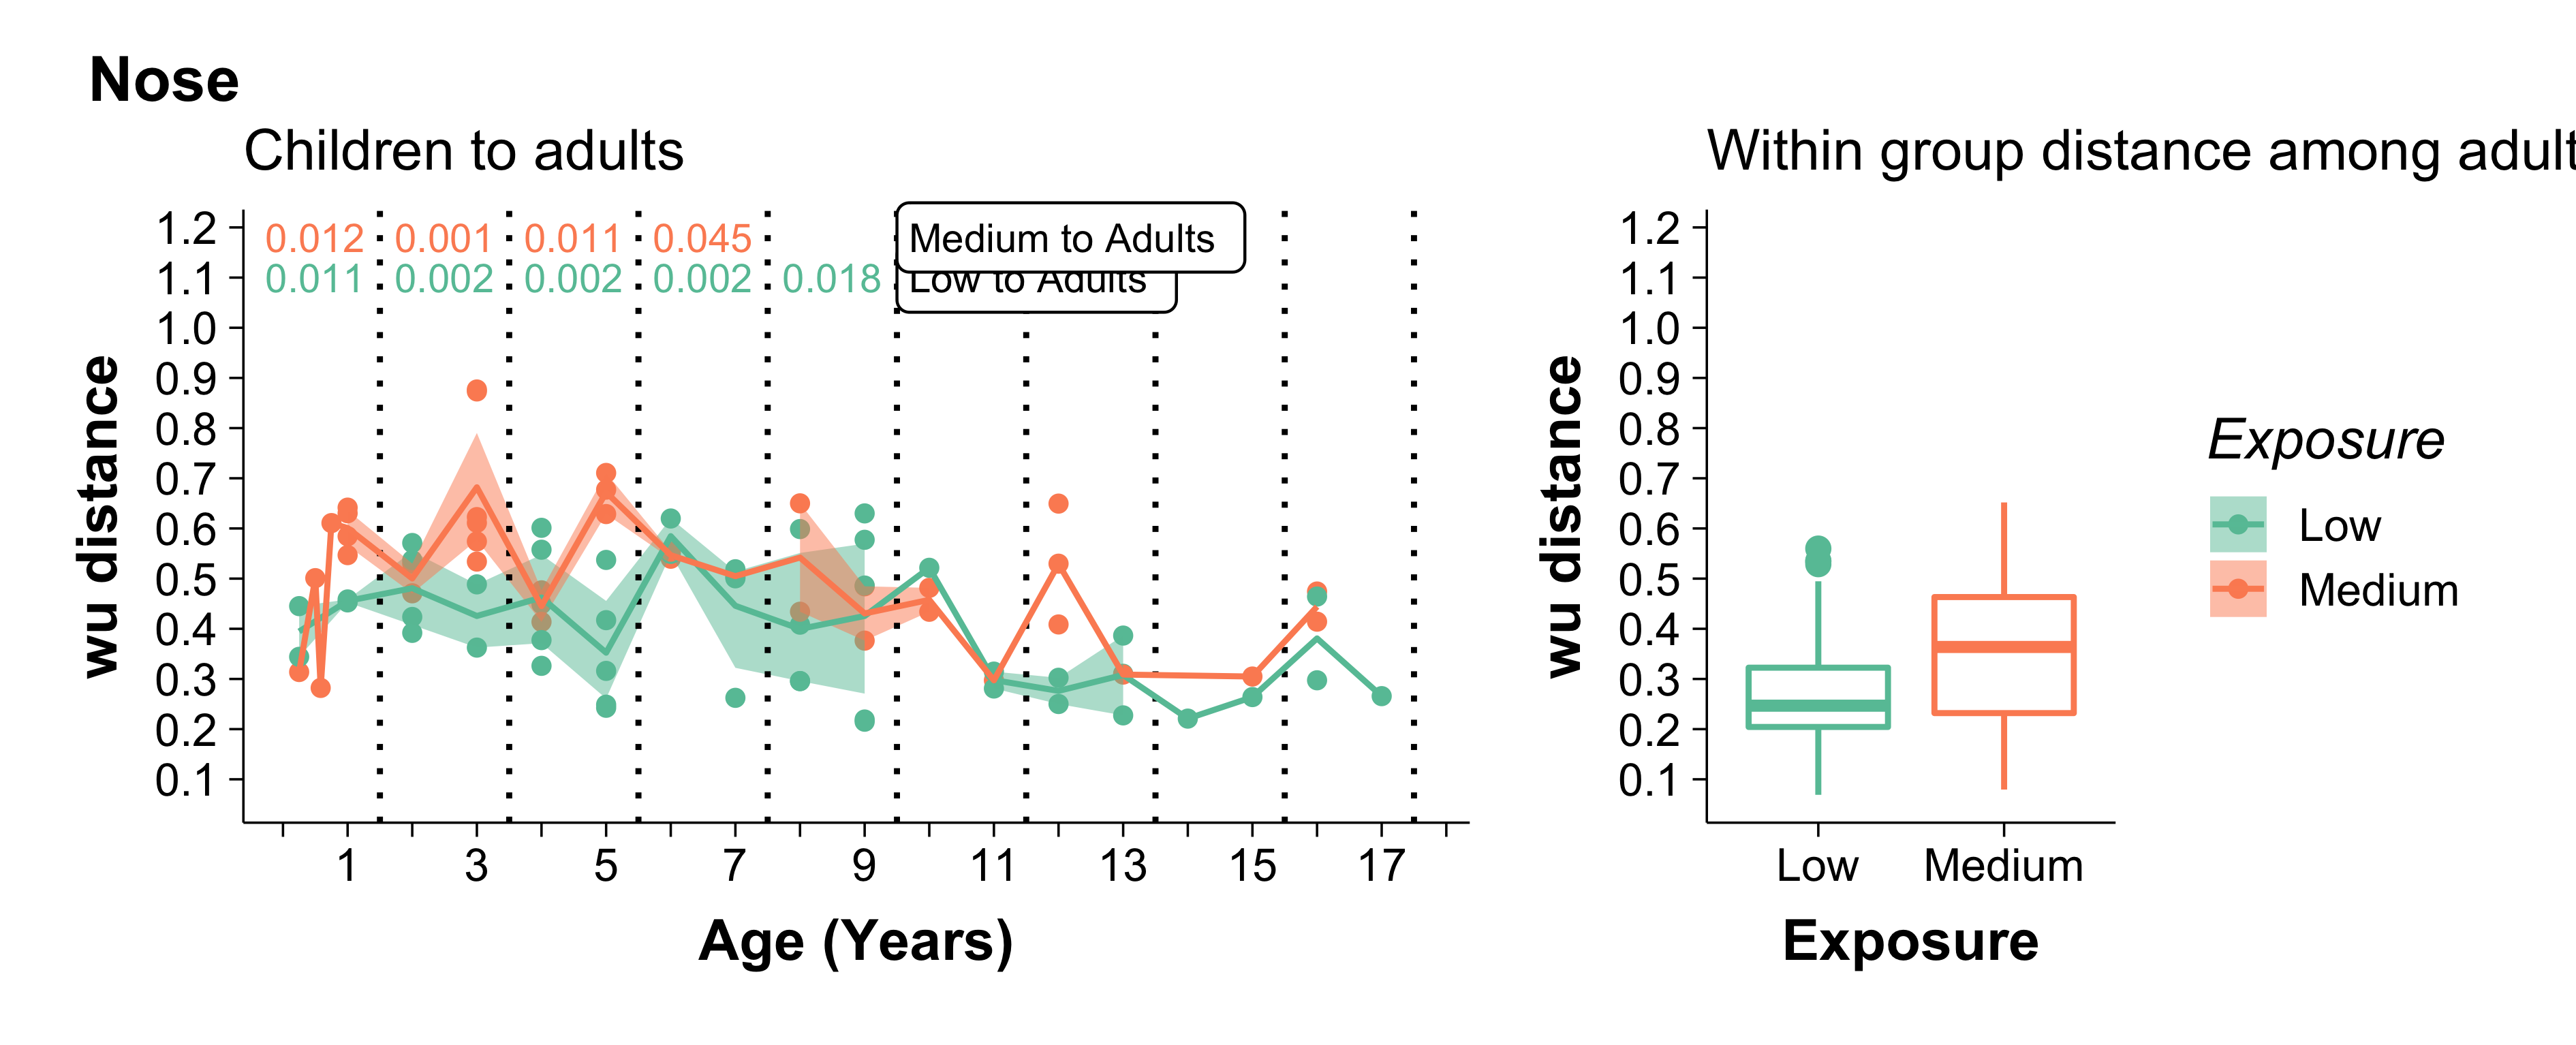 Nose
Children to adults
Within group distance among adult
wu distance
1.2
1.1
1.0
0.9
0.8
0.7
0.6
0.5
0.4
0.3
0.2
0.1
0.012 0.001 0.011 0.045
0.011 0.002 0.002 0.002 0.018
Medium to Adults
Low to Adults
1 3 5 7 9 11 13 15 17
Age (Years)
wu distance
1.2
1.1
1.0
0.9
0.8
0.7
0.6
0.5
0.4
0.3
0.2
0.1
Low Medium
Exposure
Exposure
Low
Medium